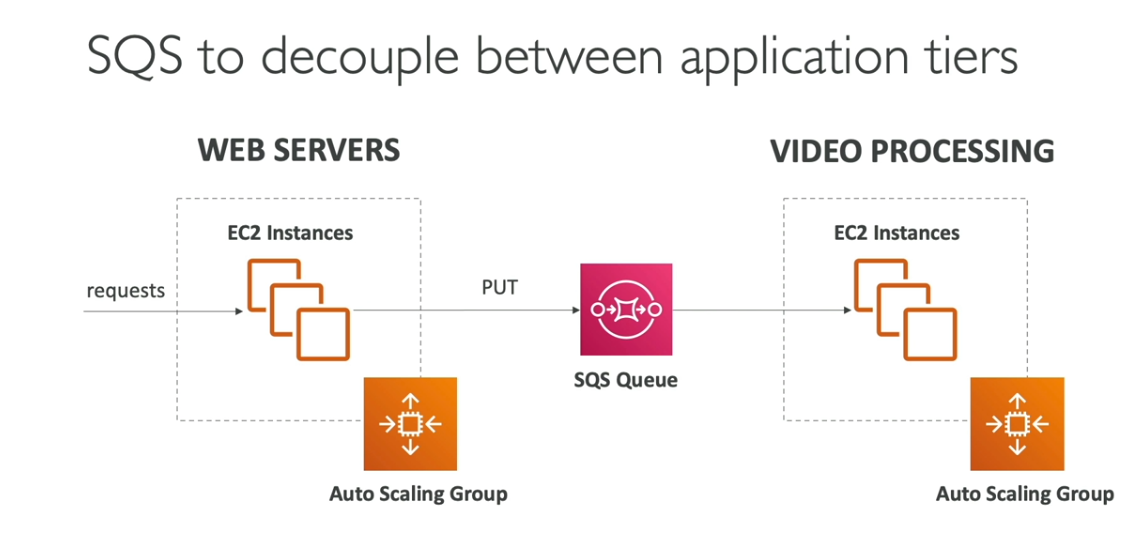 SQS to decouple between application tiers
WEB SERVERS
VIDEO PROCESSING
EC2 Instances
EC2 Instances
requests
PUT
SQS Queue
Auto Scaling Group
Auto Scaling Group